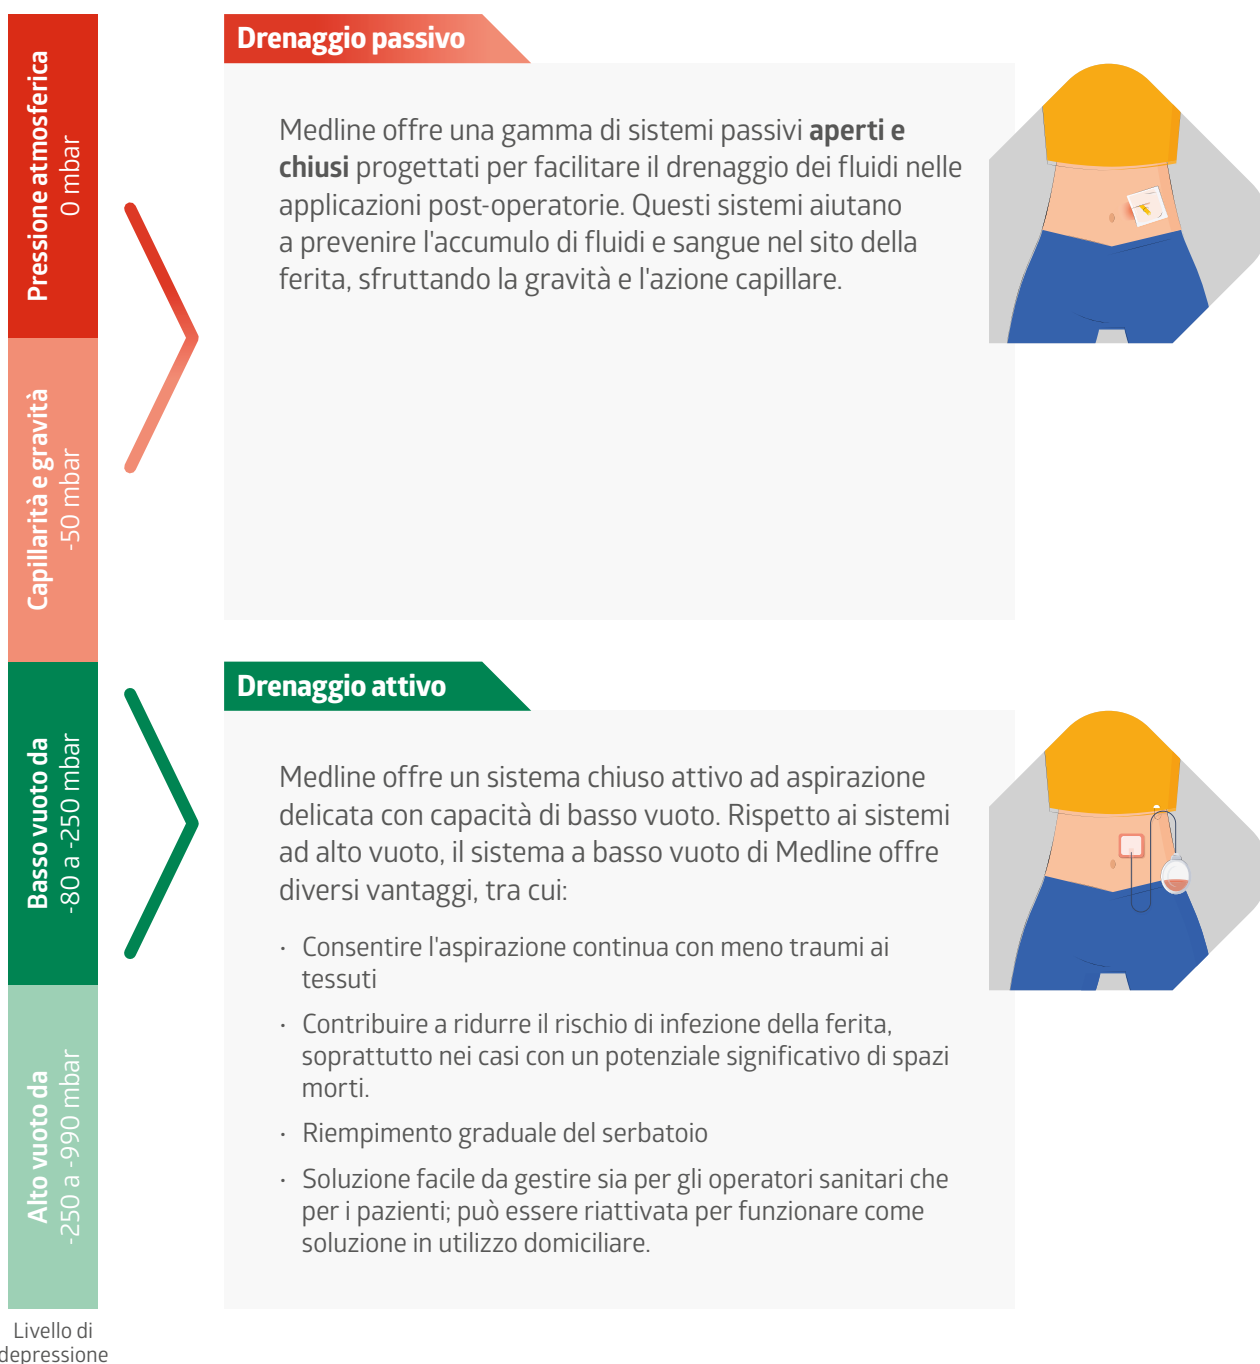 Pressione atmosferica
0 mbar
Capillarità e gravità
-50 mbar
Basso vuoto da
-80 a -250 mbar
Alto vuoto da
-250 a -990 mbar
Livello di
depressione
Drenaggio passivo
Medline offre una gamma di sistemi passivi aperti e
chiusi progettati per facilitare il drenaggio dei fluidi nelle
applicazioni post-operatorie. Questi sistemi aiutano
a prevenire l'accumulo di fluidi e sangue nel sito della
ferita, sfruttando la gravità e l'azione capillare.
Drenaggio attivo
Medline offre un sistema chiuso attivo ad aspirazione
delicata con capacità di basso vuoto. Rispetto ai sistemi
ad alto vuoto, il sistema a basso vuoto di Medline offre
diversi vantaggi, tra cui:
· Consentire l'aspirazione continua con meno traumi ai
tessuti
· Contribuire a ridurre il rischio di infezione della ferita,
soprattutto nei casi con un potenziale significativo di spazi
morti.
· Riempimento graduale del serbatoio
· Soluzione facile da gestire sia per gli operatori sanitari che
per i pazienti; può essere riattivata per funzionare come
soluzione in utilizzo domiciliare.